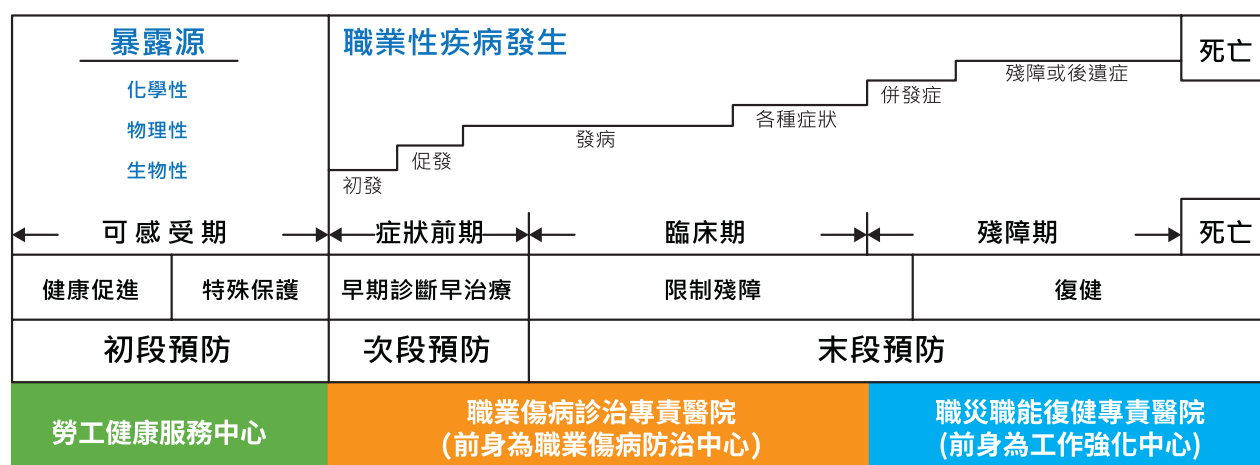 暴露源
化學性
物理性
生物性
職業性疾病發生
初發
促發
發病
各種症狀
併發症
殘障或後遺症
死亡
可感受期
症狀前期
臨床期
殘障期
死亡
健康促進
特殊保護
早期診斷早治療
限制殘障
復健
初段預防
次段預防
末段預防
勞工健康服務中心
職業傷病診治專責醫院
(前身為職業傷病防治中心)
職災職能復健專責醫院
(前身為工作強化中心)